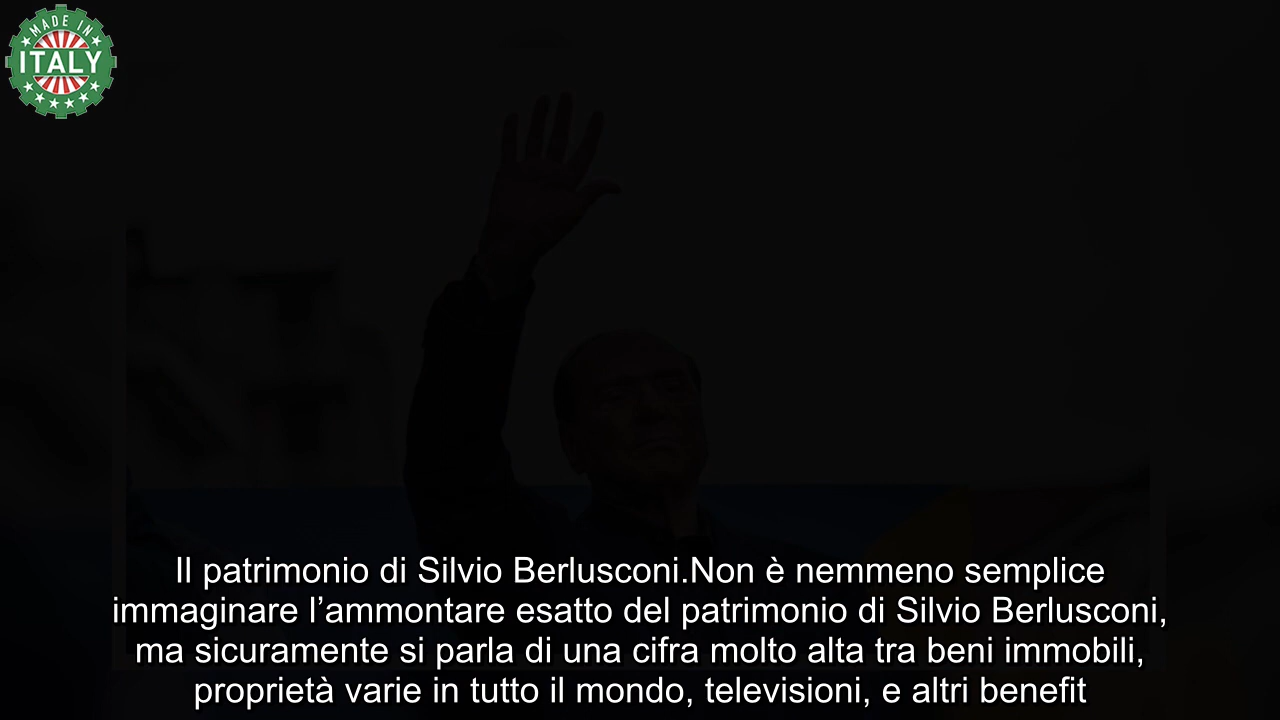 MADE IN
ITALY
Il patrimonio di Silvio Berlusconi.Non è nemmeno semplice
immaginare l’ammontare esatto del patrimonio di Silvio Berlusconi,
ma sicuramente si parla di una cifra molto alta tra beni immobili,
proprietà varie in tutto il mondo, televisioni, e altri benefit